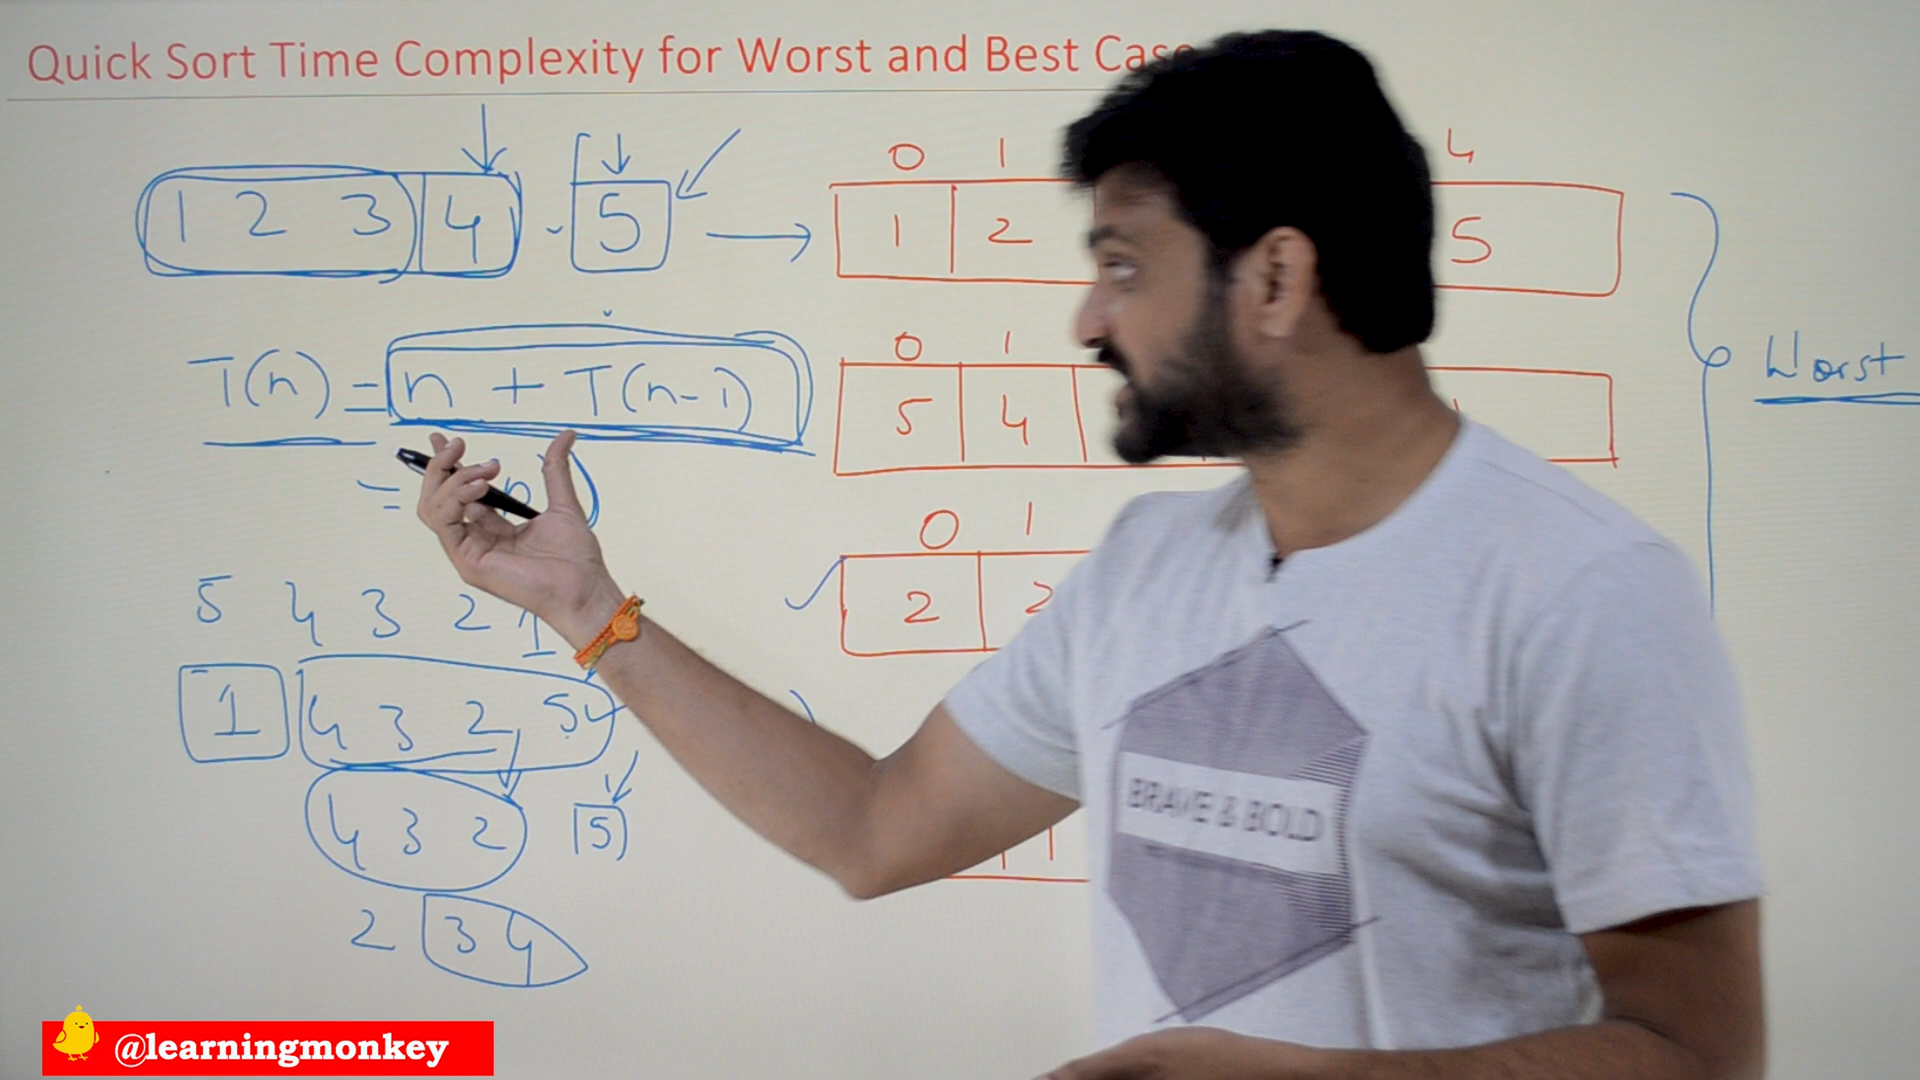 Quick Sort Time Complexity for Worst and Best Case
0 1 4
1 2 3 4 5
1 2 5
T(n) = n + T(n-1)
0 1
5 4
Worst
=
0 1
2 2
5 4 3 2 1
1 4 3 2 5
4 3 2 5
2 3 4
BRAVE & BOLD
@learningmonkey